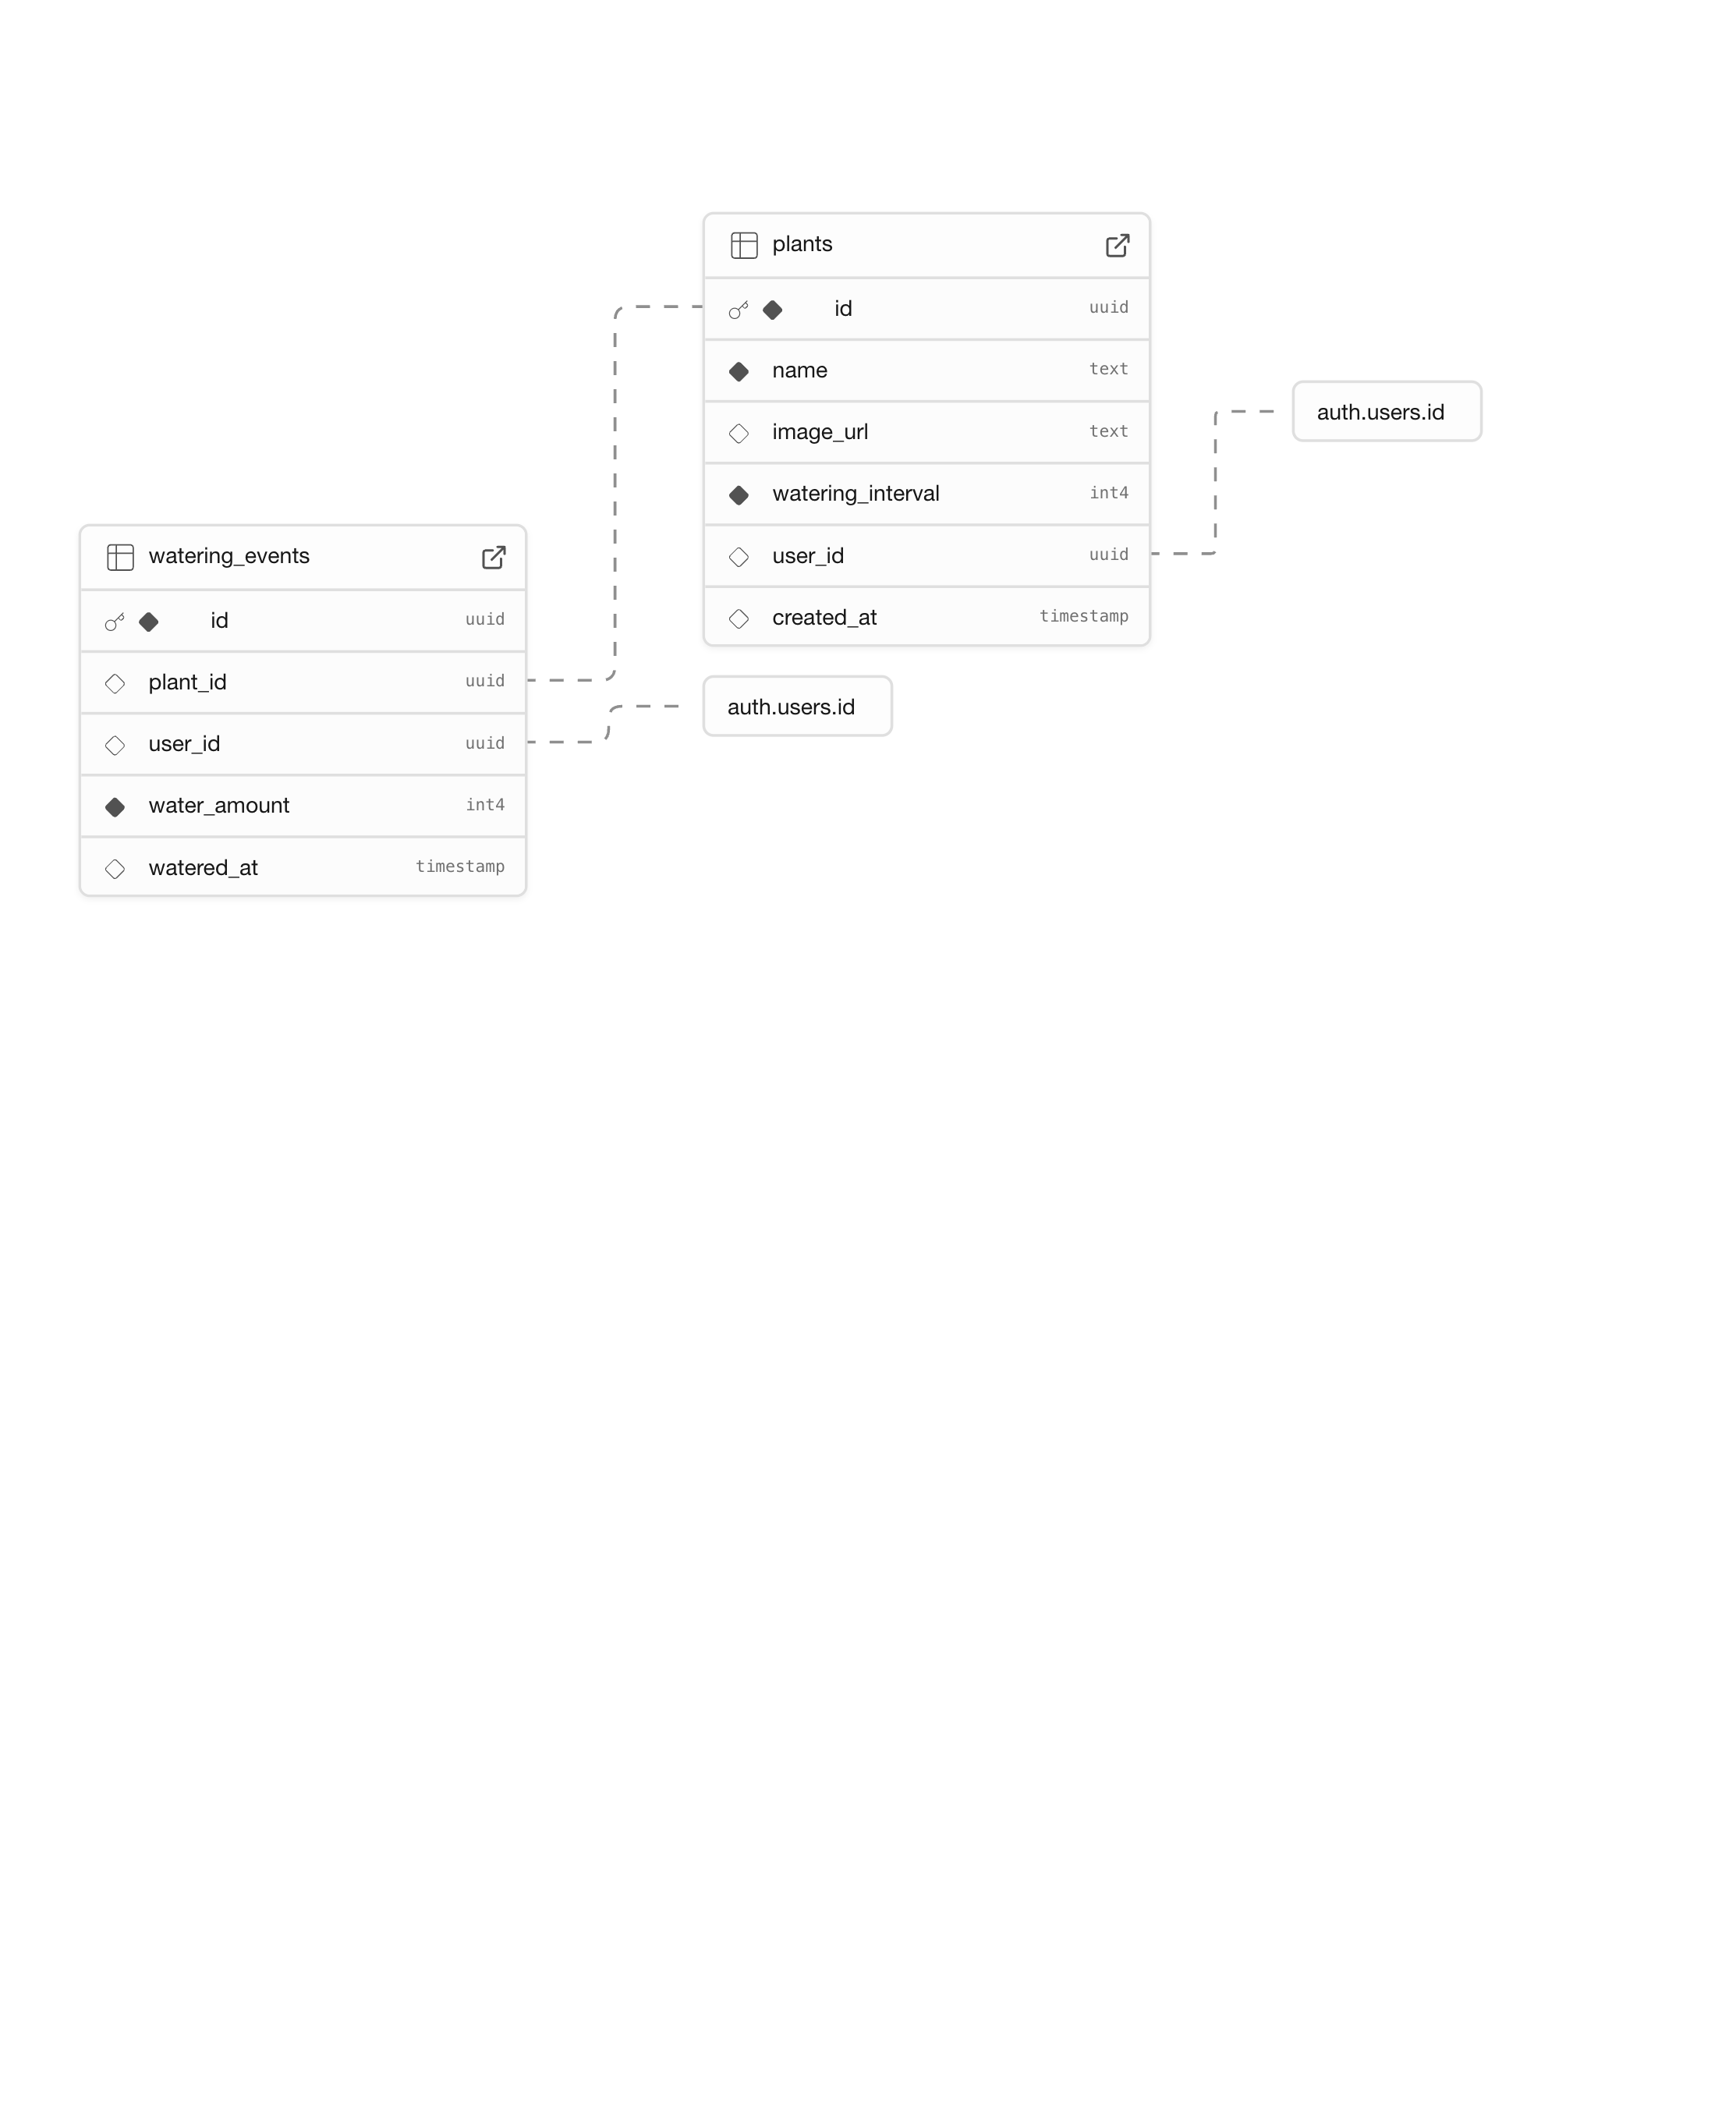 plants
id uuid
name text
image_url text
watering_interval int4
user_id uuid
created_at timestamp
auth.users.id
watering_events
id uuid
plant_id uuid
user_id uuid
water_amount int4
watered_at timestamp
auth.users.id